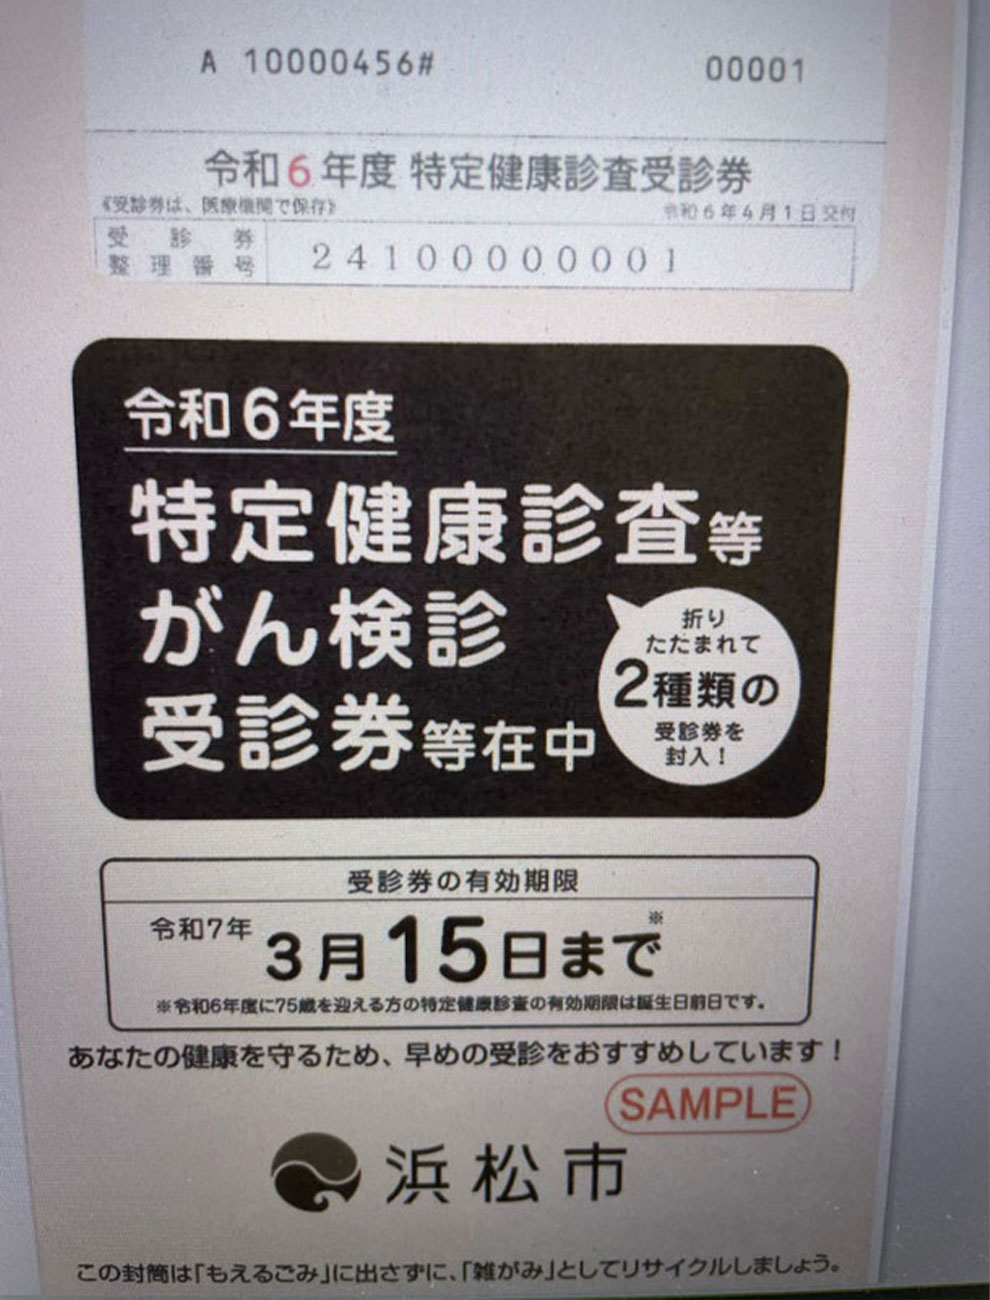 A 10000456# 00001
令和6年度 特定健康診査受診券
《受診券は、医療機関で保存》 令和6年4月1日交付
受診券
整理番号 24100000001
令和6年度
特定健康診査等
がん検診
受診券等在中
折り
たたまれて
2種類の
受診券を
封入！
受診券の有効期限
令和7年 3月15日まで※
※令和6年度に75歳を迎える方の特定健康診査の有効期限は誕生日前日です。
あなたの健康を守るため、早めの受診をおすすめしています！
SAMPLE
浜松市
この封筒は「もえるごみ」に出さずに、「雑がみ」としてリサイクルしましょう。